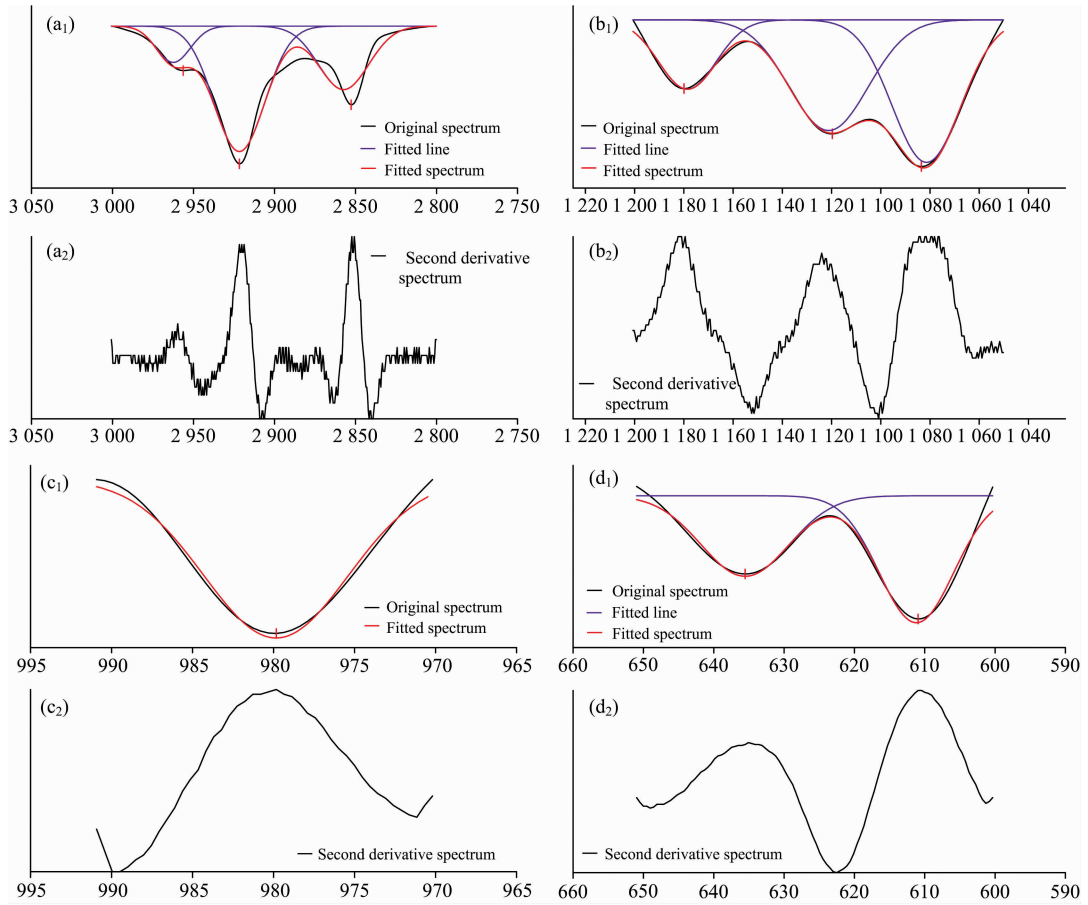 (a₁)
Original spectrum
Fitted line
Fitted spectrum
3 050 3 000 2 950 2 900 2 850 2 800 2 750
(b₁)
Original spectrum
Fitted line
Fitted spectrum
1 220 1 200 1 180 1 160 1 140 1 120 1 100 1 080 1 060 1 040
(a₂)
Second derivative
spectrum
3 050 3 000 2 950 2 900 2 850 2 800 2 750
(b₂)
Second derivative
spectrum
1 220 1 200 1 180 1 160 1 140 1 120 1 100 1 080 1 060 1 040
(c₁)
Original spectrum
Fitted spectrum
995 990 985 980 975 970 965
(d₁)
Original spectrum
Fitted line
Fitted spectrum
660 650 640 630 620 610 600 590
(c₂)
Second derivative spectrum
995 990 985 980 975 970 965
(d₂)
Second derivative spectrum
660 650 640 630 620 610 600 590